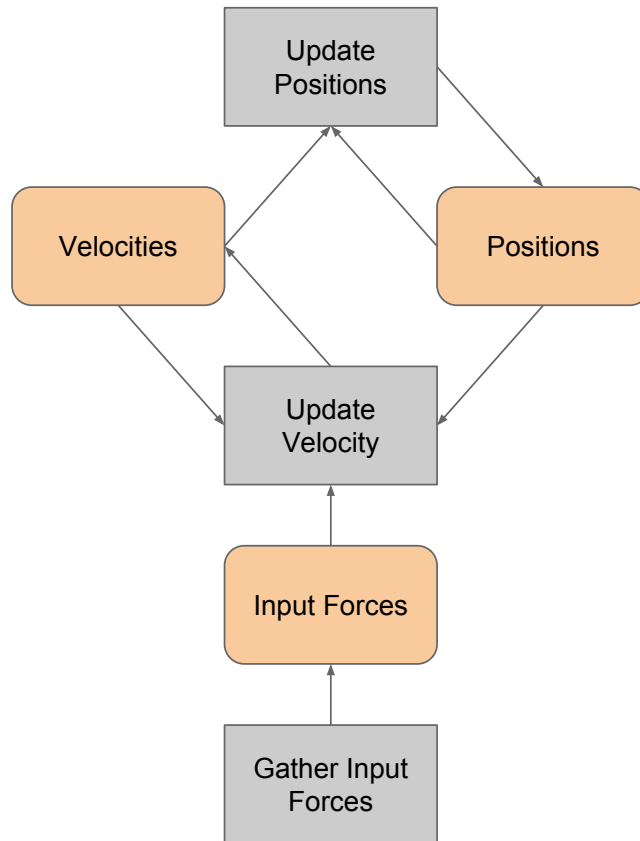 Update
Positions
Velocities
Positions
Update
Velocity
Input Forces
Gather Input
Forces